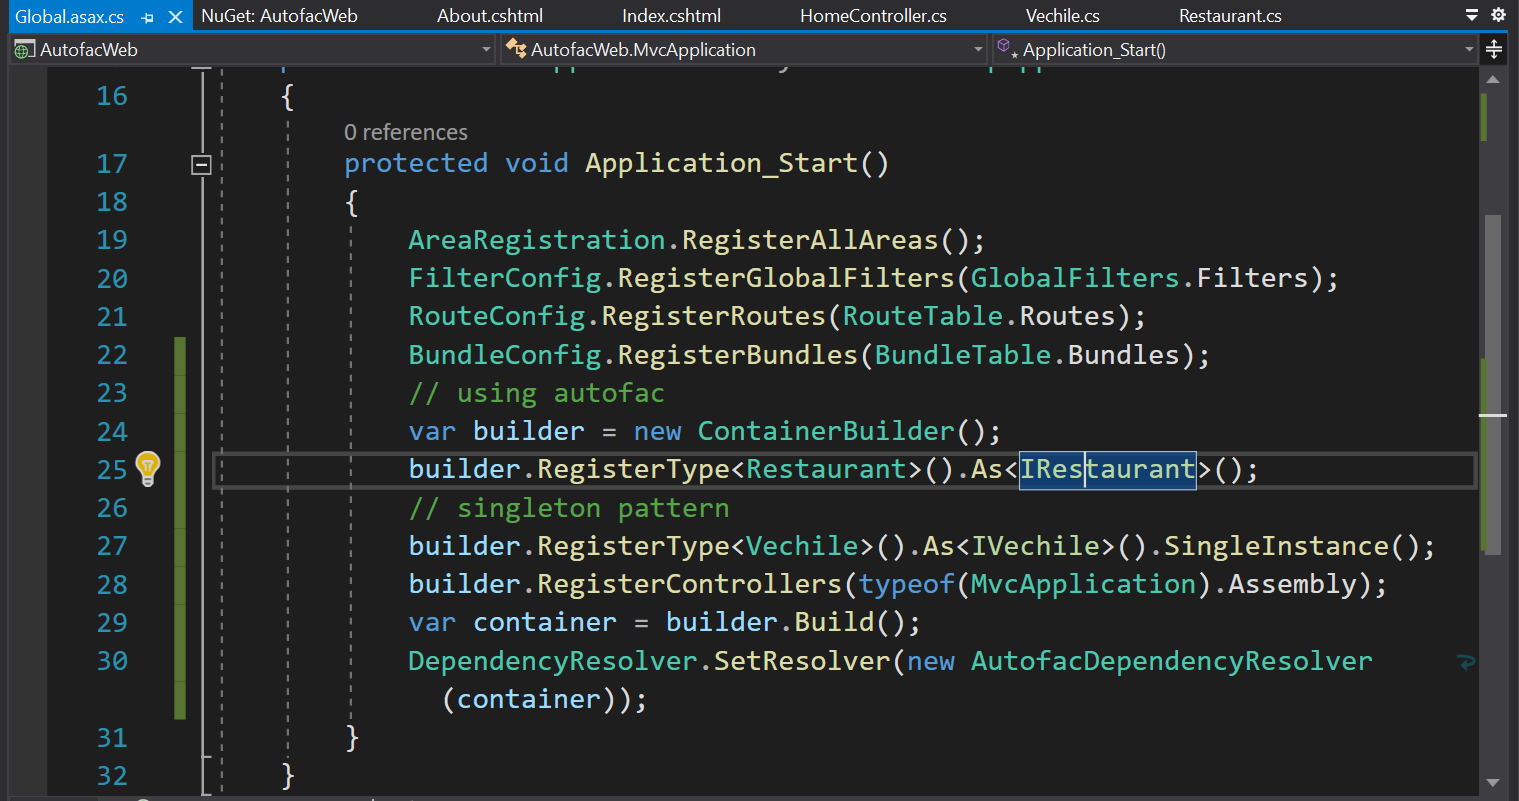 Global.asax.cs NuGet: AutofacWeb About.cshtml Index.cshtml HomeController.cs Vechile.cs Restaurant.cs
AutofacWeb AutofacWeb.MvcApplication Application_Start()
16 {
0 references
17 protected void Application_Start()
18 {
19 AreaRegistration.RegisterAllAreas();
20 FilterConfig.RegisterGlobalFilters(GlobalFilters.Filters);
21 RouteConfig.RegisterRoutes(RouteTable.Routes);
22 BundleConfig.RegisterBundles(BundleTable.Bundles);
23 // using autofac
24 var builder = new ContainerBuilder();
25 builder.RegisterType<Restaurant>().As<IRestaurant>();
26 // singleton pattern
27 builder.RegisterType<Vechile>().As<IVechile>().SingleInstance();
28 builder.RegisterControllers(typeof(MvcApplication).Assembly);
29 var container = builder.Build();
30 DependencyResolver.SetResolver(new AutofacDependencyResolver
(container));
31 }
32 }